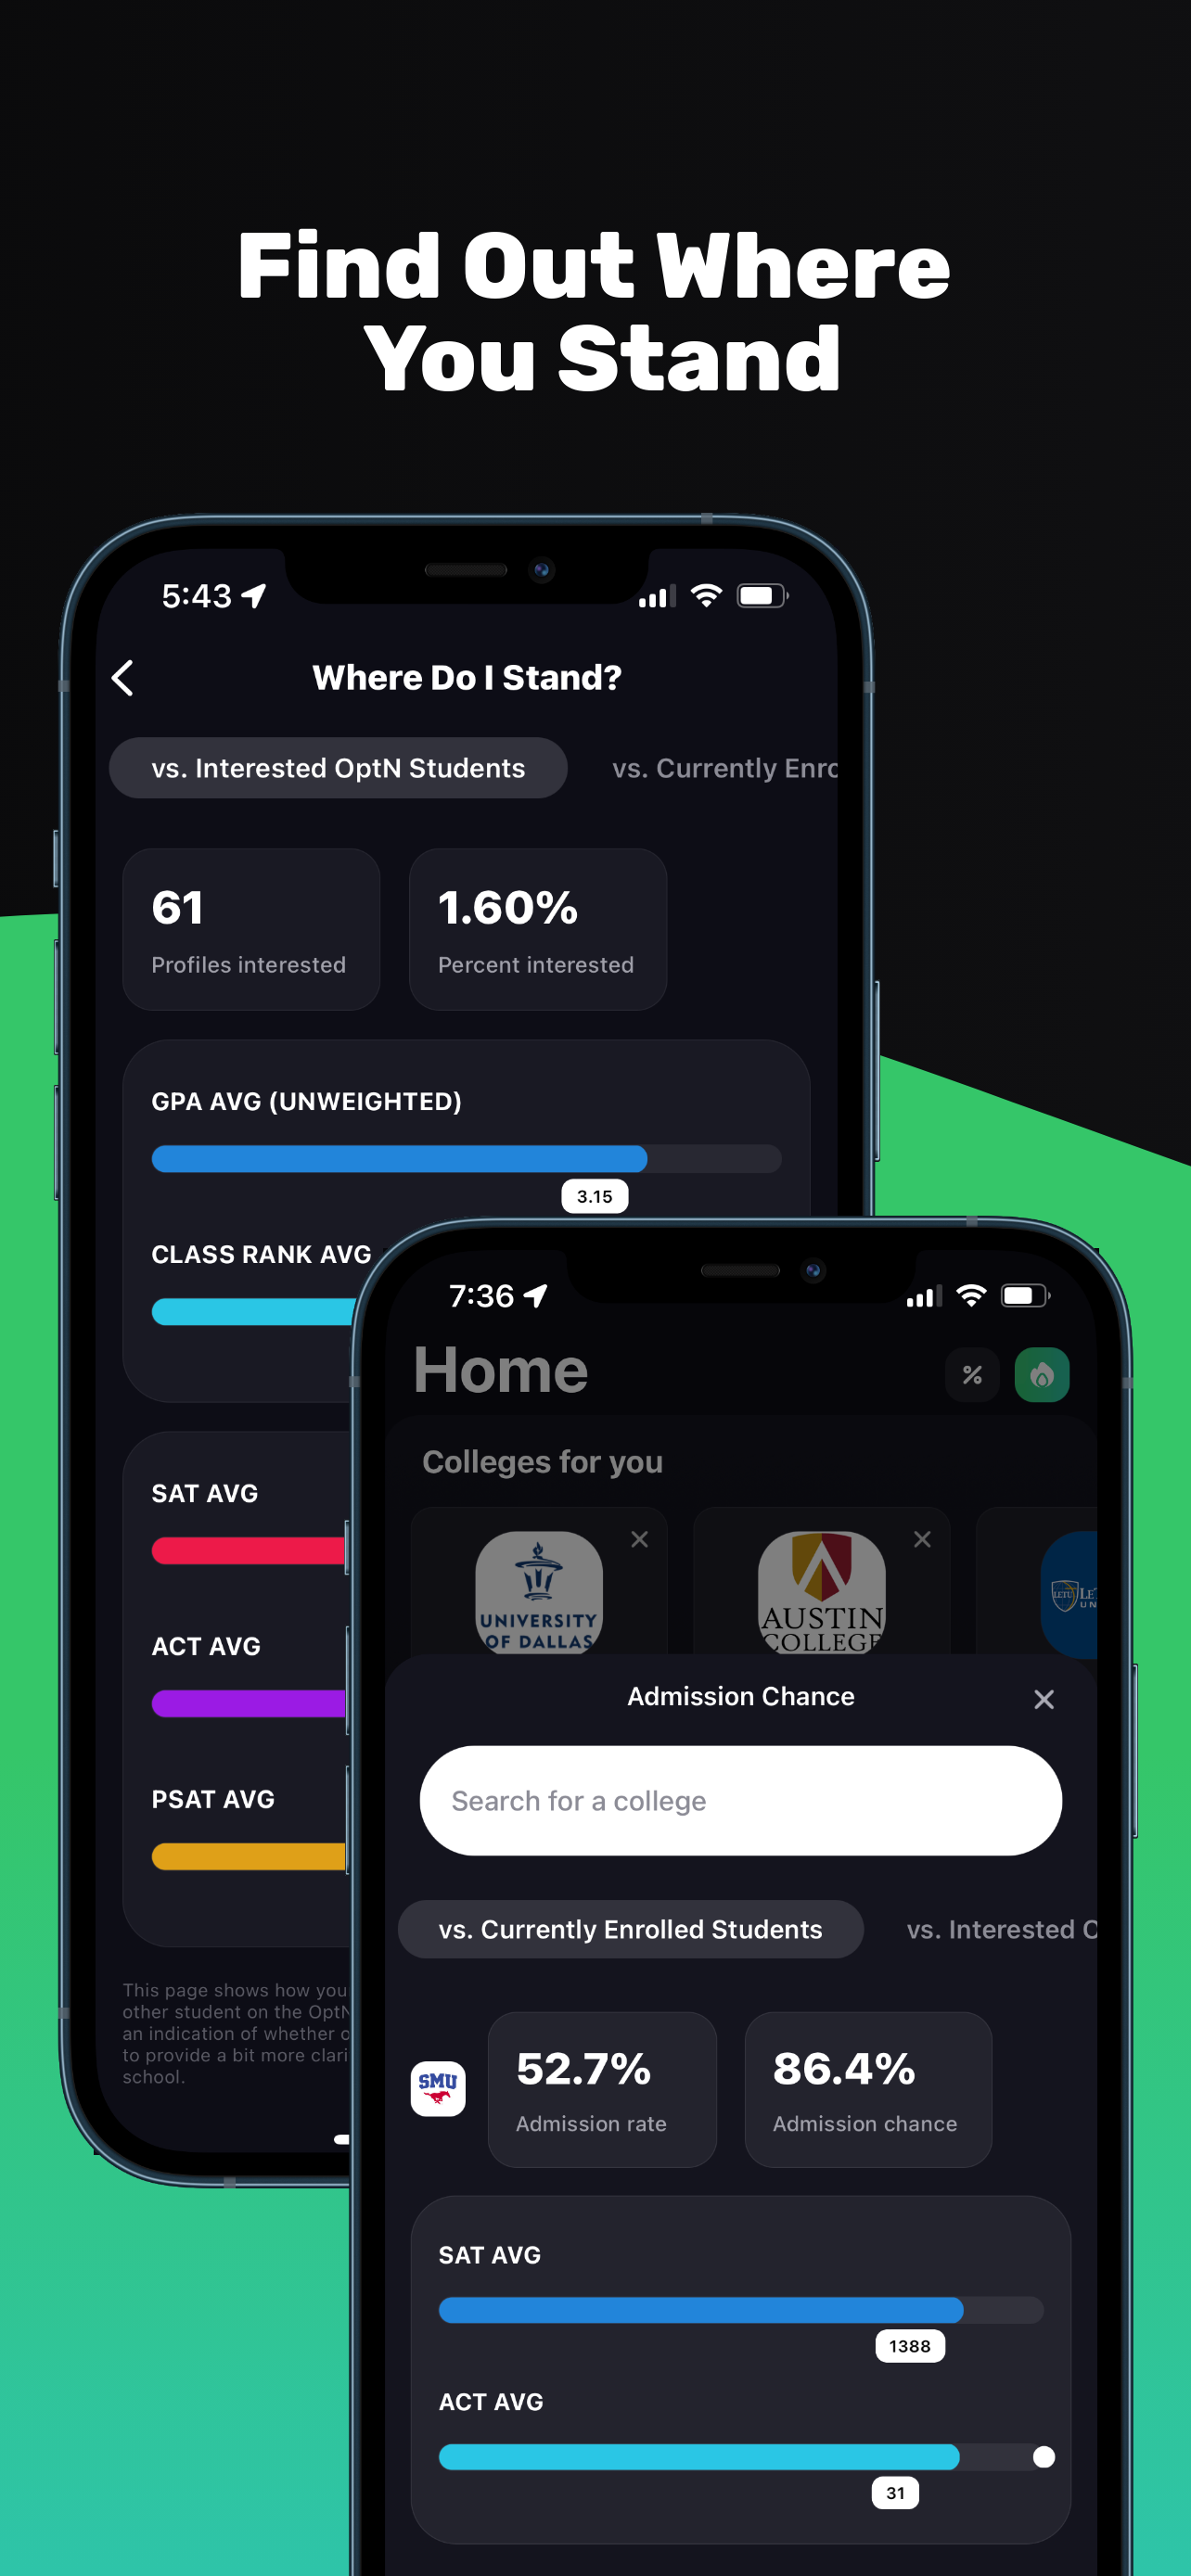 Find Out Where
You Stand
5:43
Where Do I Stand?
vs. Interested OptN Students
vs. Currently Enro
61
Profiles interested
1.60%
Percent interested
GPA AVG (UNWEIGHTED)
3.15
CLASS RANK AVG
SAT AVG
ACT AVG
PSAT AVG
This page shows how you
other student on the OptN
an indication of whether o
to provide a bit more clari
school.
7:36
Home
%
Colleges for you
UNIVERSITY
OF DALLAS
AUSTIN
COLLEGE
LETU
LE
UN
Admission Chance
Search for a college
vs. Currently Enrolled Students
vs. Interested O
SMU
52.7%
Admission rate
86.4%
Admission chance
SAT AVG
1388
ACT AVG
31